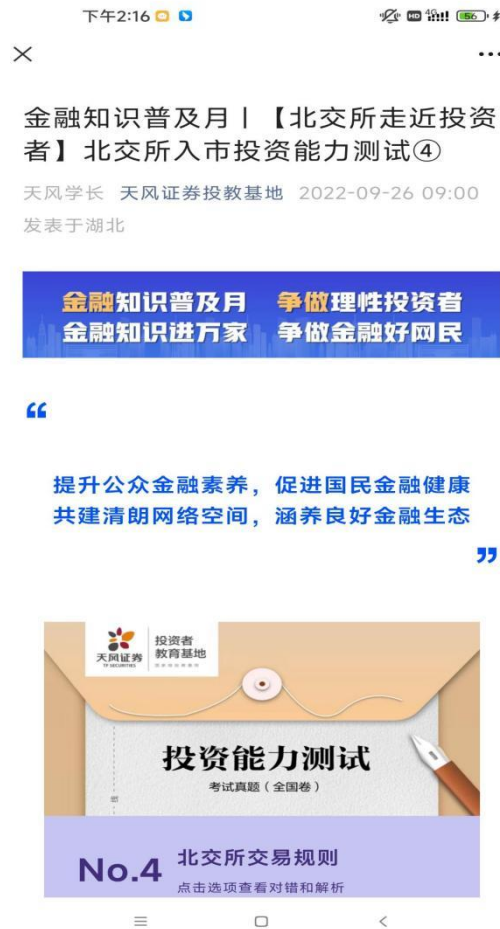 下午2:16
HD 4G 56
金融知识普及月丨【北交所走近投资
者】北交所入市投资能力测试④
天风学长 天风证券投教基地 2022-09-26 09:00
发表于湖北
金融知识普及月 争做理性投资者
金融知识进万家 争做金融好网民
“
提升公众金融素养，促进国民金融健康
共建清朗网络空间，涵养良好金融生态
”
天风证券
TF SECURITIES
投资者
教育基地
投资能力测试
考试真题（全国卷）
No.4
北交所交易规则
点击选项查看对错和解析